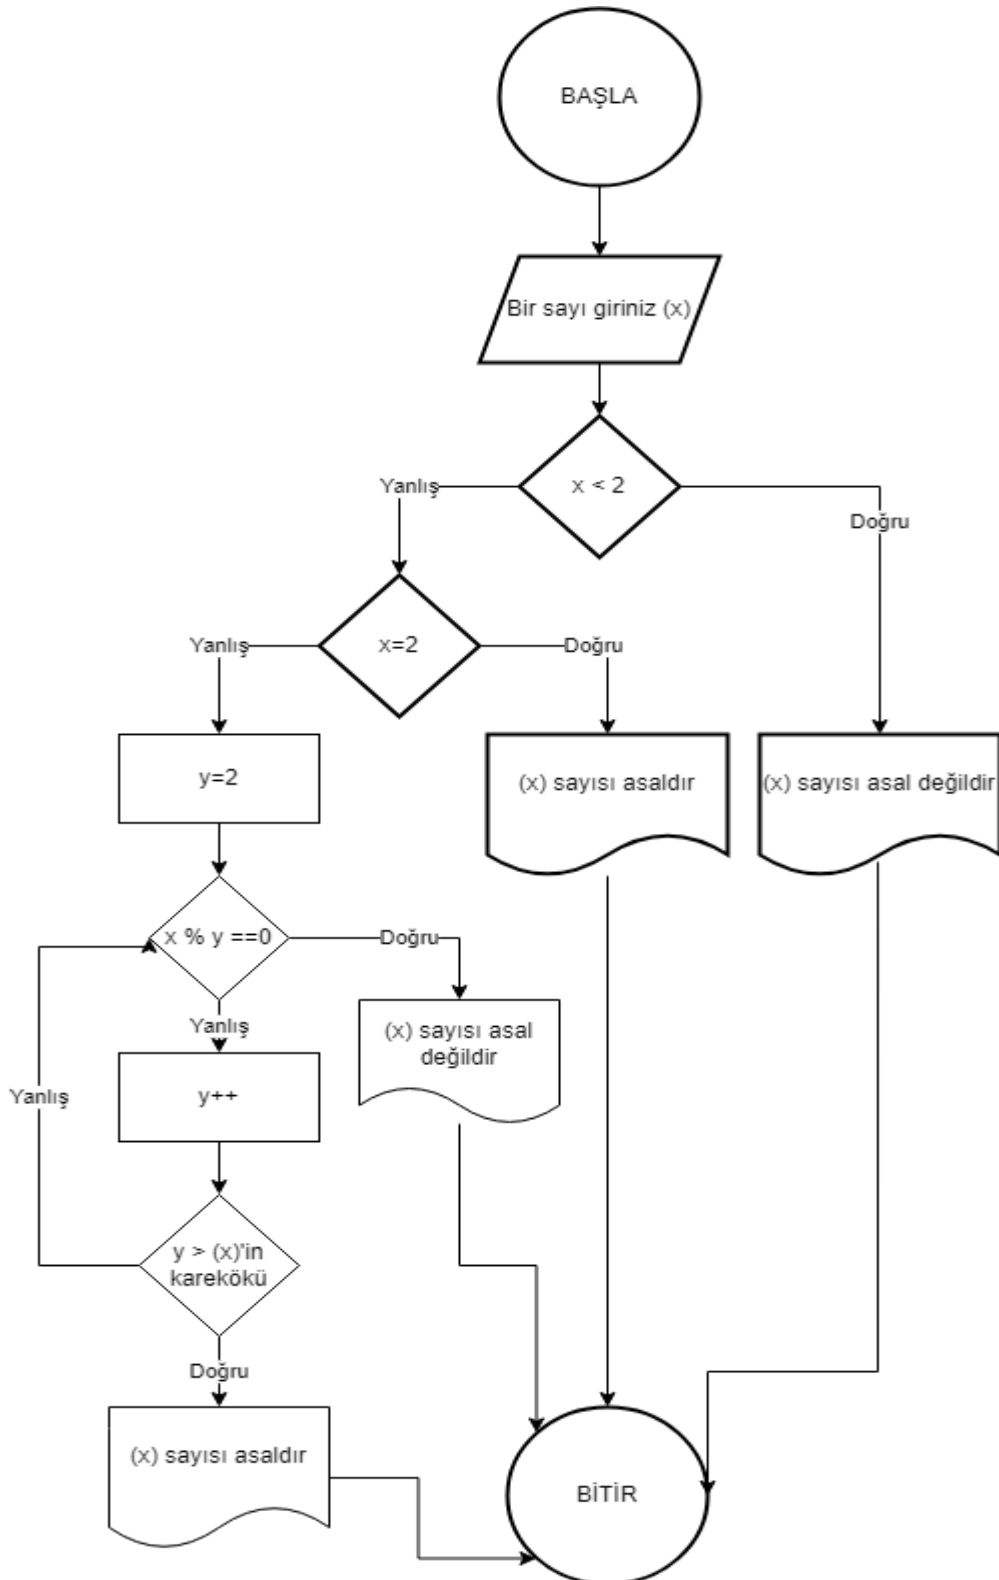 BAŞLA
Bir sayı giriniz (x)
x < 2
Yanlış
Doğru
x=2
Yanlış
Doğru
y=2
(x) sayısı asaldır
(x) sayısı asal değildir
x % y ==0
Doğru
Yanlış
(x) sayısı asal
değildir
y++
Yanlış
y > (x)'in
karekökü
Doğru
(x) sayısı asaldır
BİTİR